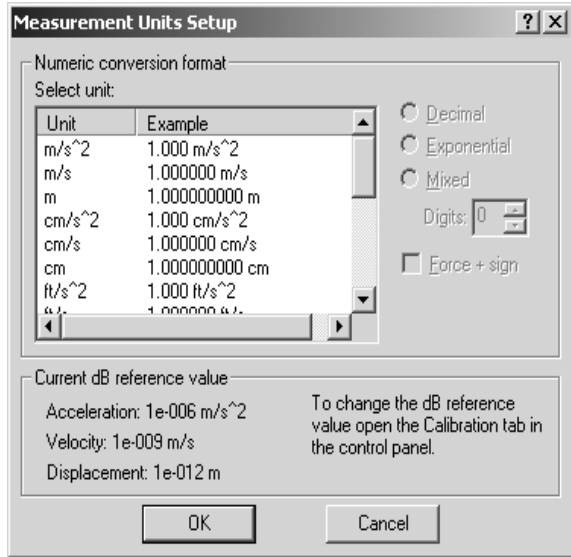 Measurement Units Setup
Numeric conversion format
Select unit:
Unit Example
m/s^2 1.000 m/s^2
m/s 1.000000 m/s
m 1.000000000 m
cm/s^2 1.000 cm/s^2
cm/s 1.000000 cm/s
cm 1.000000000 cm
ft/s^2 1.000 ft/s^2
Decimal
Exponential
Mixed
Digits: 0
Force + sign
Current dB reference value
Acceleration: 1e-006 m/s^2
Velocity: 1e-009 m/s
Displacement: 1e-012 m
To change the dB reference
value open the Calibration tab in
the control panel.
OK Cancel